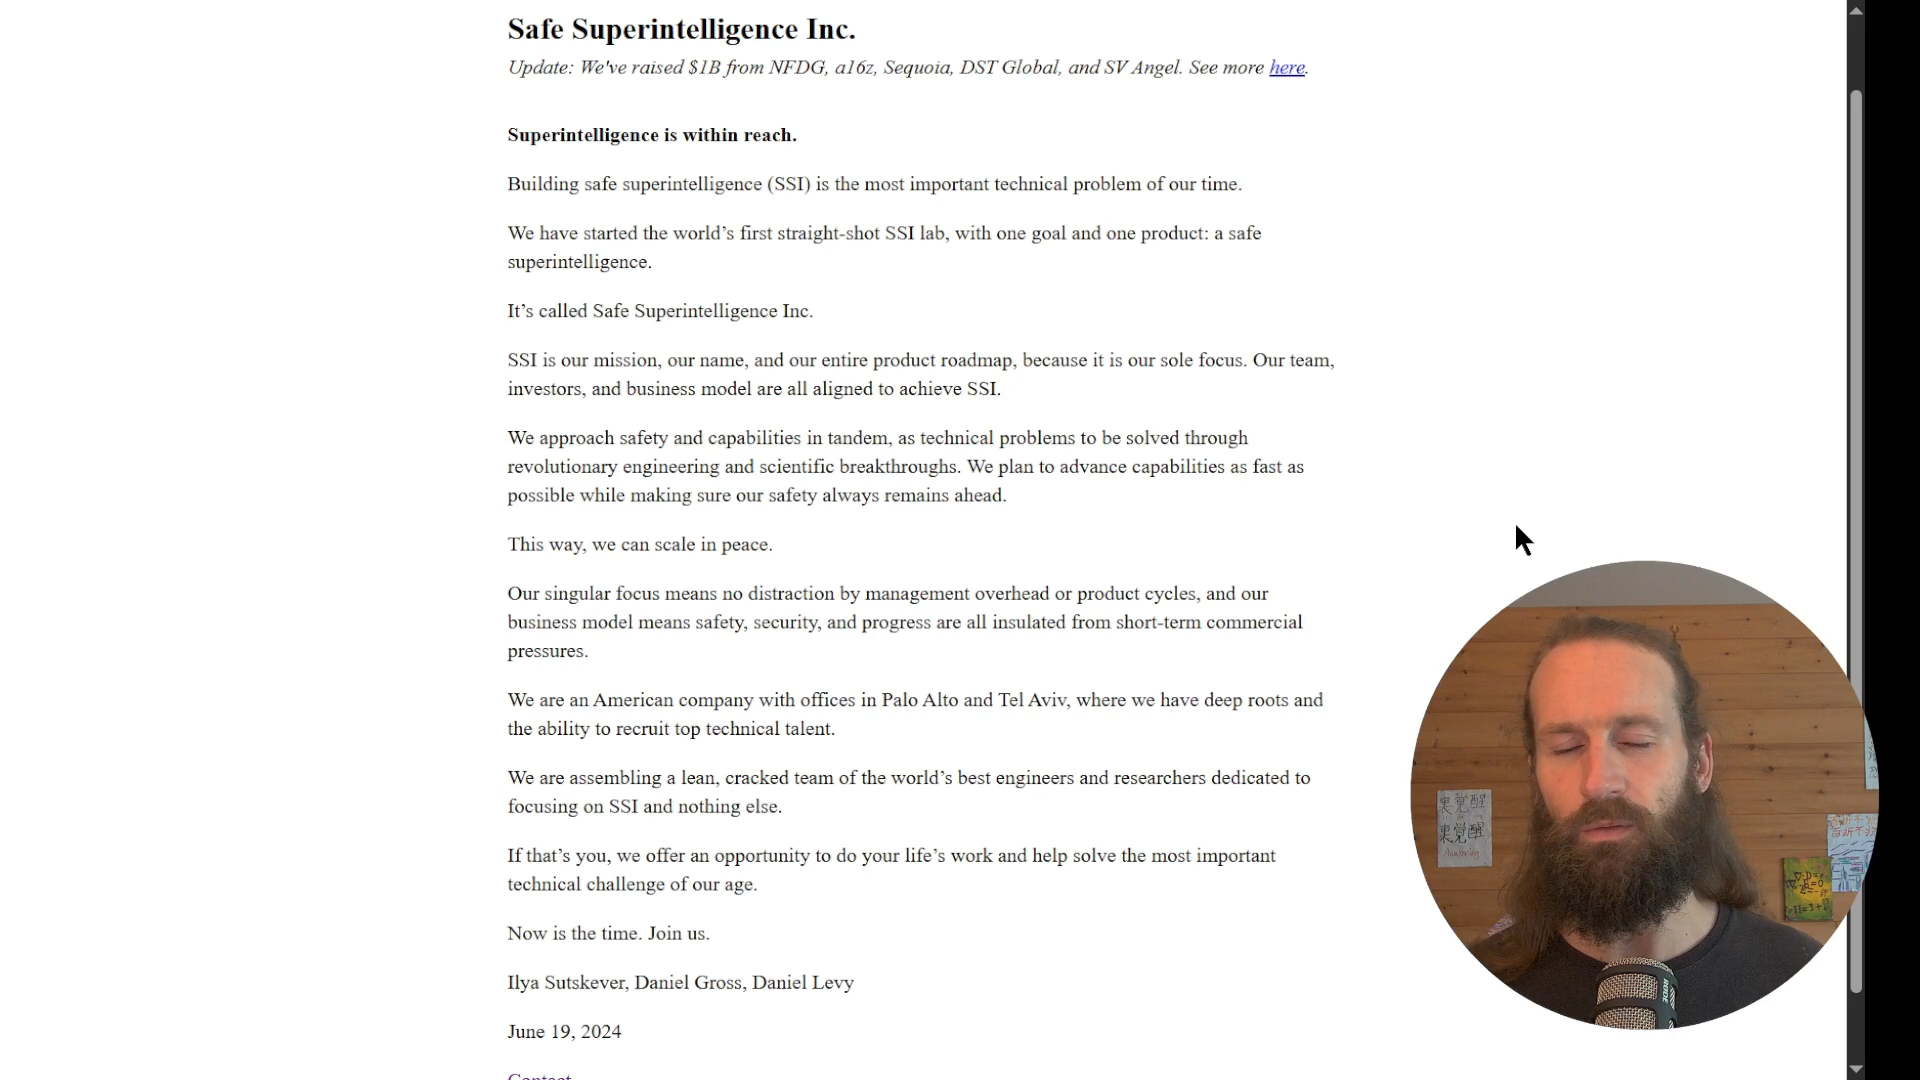 Safe Superintelligence Inc.
Update: We've raised $1B from NFDG, a16z, Sequoia, DST Global, and SV Angel. See more here.
Superintelligence is within reach.
Building safe superintelligence (SSI) is the most important technical problem of our time.
We have started the world’s first straight-shot SSI lab, with one goal and one product: a safe
superintelligence.
It’s called Safe Superintelligence Inc.
SSI is our mission, our name, and our entire product roadmap, because it is our sole focus. Our team,
investors, and business model are all aligned to achieve SSI.
We approach safety and capabilities in tandem, as technical problems to be solved through
revolutionary engineering and scientific breakthroughs. We plan to advance capabilities as fast as
possible while making sure our safety always remains ahead.
This way, we can scale in peace.
Our singular focus means no distraction by management overhead or product cycles, and our
business model means safety, security, and progress are all insulated from short-term commercial
pressures.
We are an American company with offices in Palo Alto and Tel Aviv, where we have deep roots and
the ability to recruit top technical talent.
We are assembling a lean, cracked team of the world’s best engineers and researchers dedicated to
focusing on SSI and nothing else.
If that’s you, we offer an opportunity to do your life’s work and help solve the most important
technical challenge of our age.
Now is the time. Join us.
Ilya Sutskever, Daniel Gross, Daniel Levy
June 19, 2024
裏覚醒
裏覚醒
RØDE